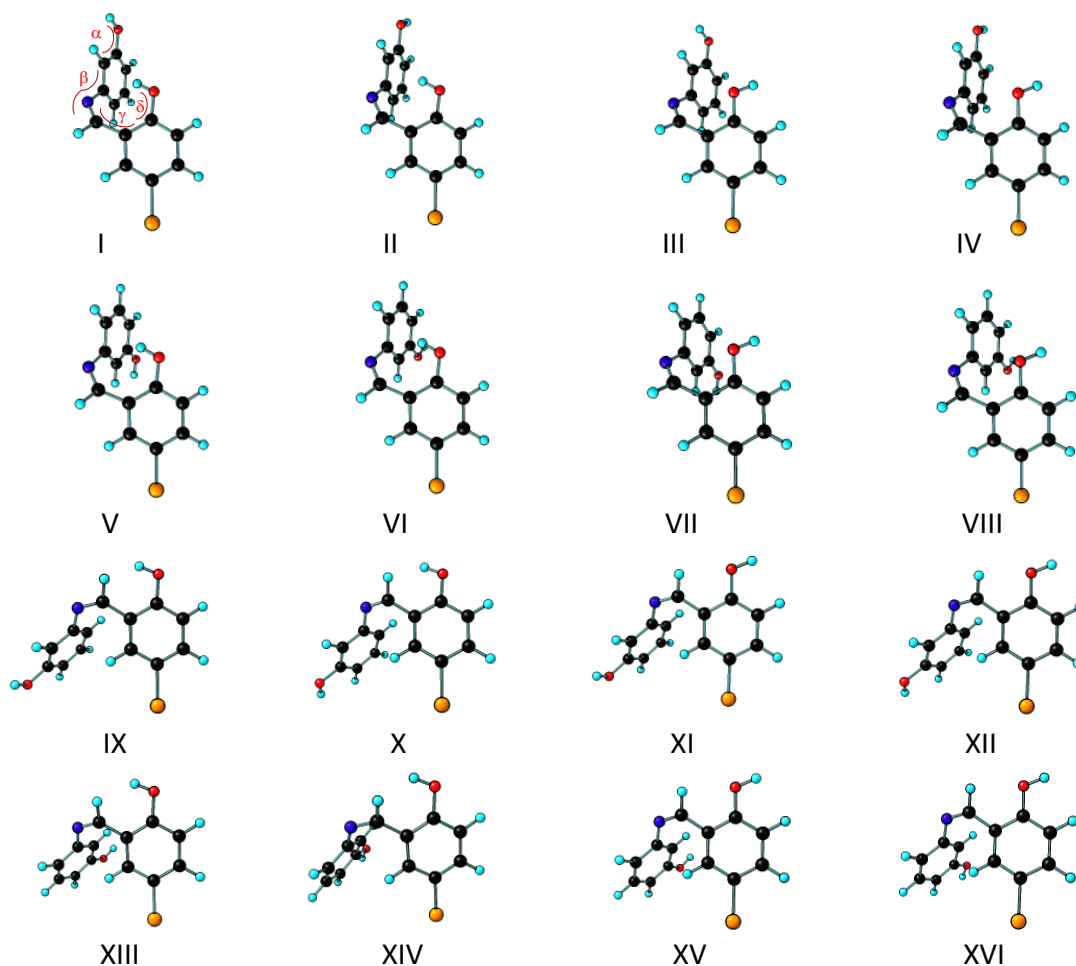 α
β
γ
δ
I II III IV
V VI VII VIII
IX X XI XII
XIII XIV XV XVI